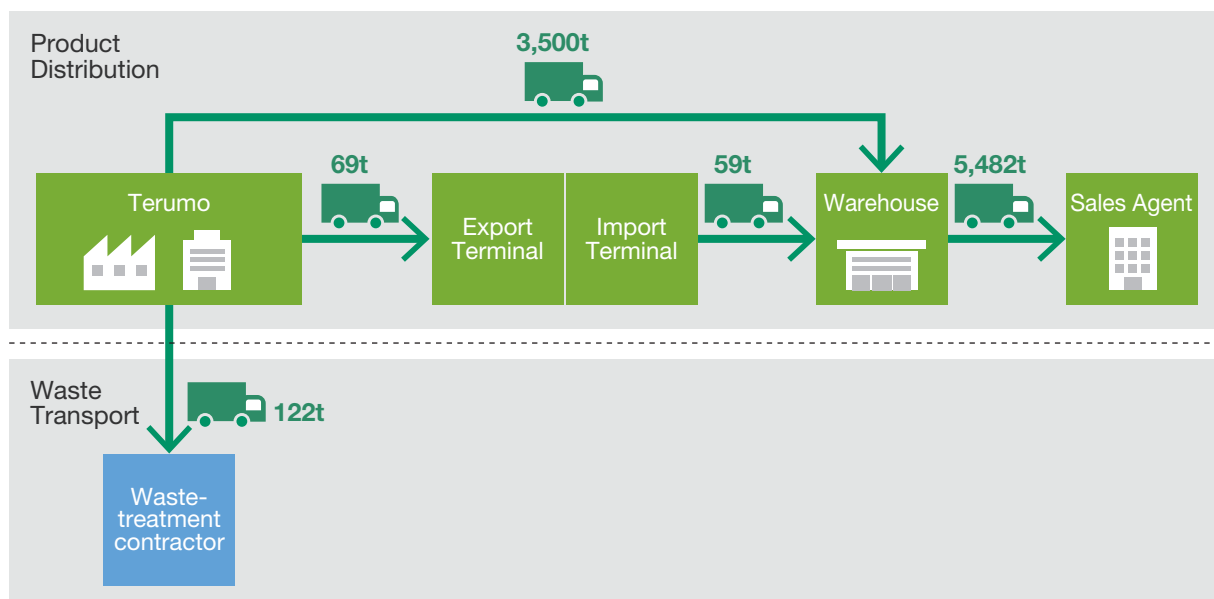 Product
Distribution
3,500t
69t
59t
5,482t
Terumo
Export
Terminal
Import
Terminal
Warehouse
Sales Agent
Waste
Transport
122t
Waste-
treatment
contractor